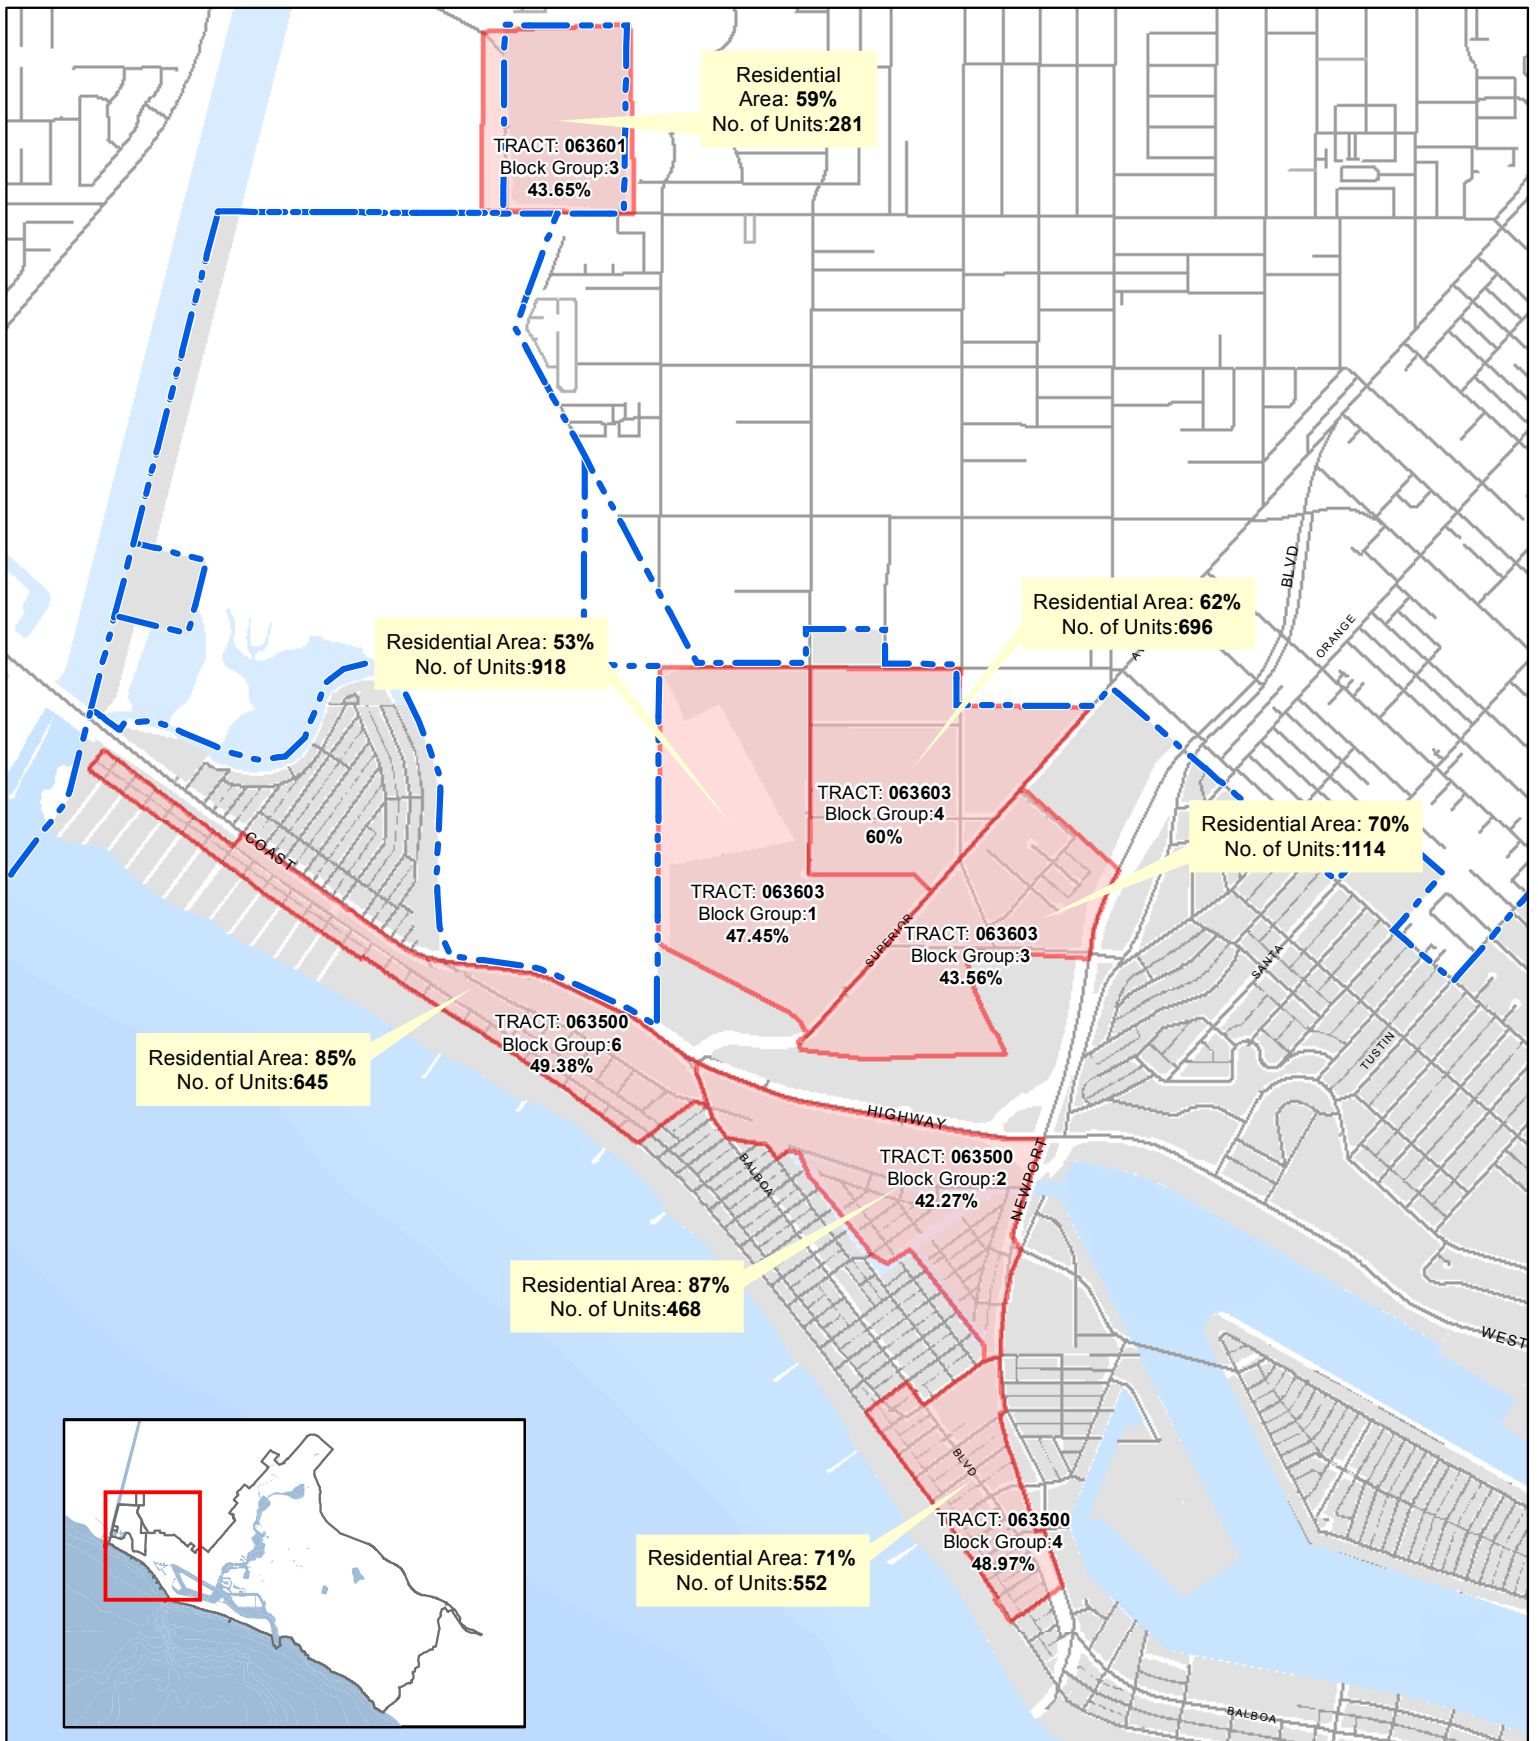 Residential
Area: 59%
No. of Units:281
TRACT: 063601
Block Group:3
43.65%
BLVD
ORANGE
Residential Area: 62%
No. of Units:696
Residential Area: 53%
No. of Units:918
TRACT: 063603
Block Group:4
60%
Residential Area: 70%
No. of Units:1114
COAST
TRACT: 063603
Block Group:1
47.45%
SUPERIOR
TRACT: 063603
Block Group:3
43.56%
SANTA
TUSTIN
TRACT: 063500
Block Group:6
49.38%
Residential Area: 85%
No. of Units:645
HIGHWAY
BALBOA
TRACT: 063500
Block Group:2
42.27%
NEWPORT
Residential Area: 87%
No. of Units:468
WEST
BLVD
TRACT: 063500
Block Group:4
48.97%
Residential Area: 71%
No. of Units:552
BALBOA